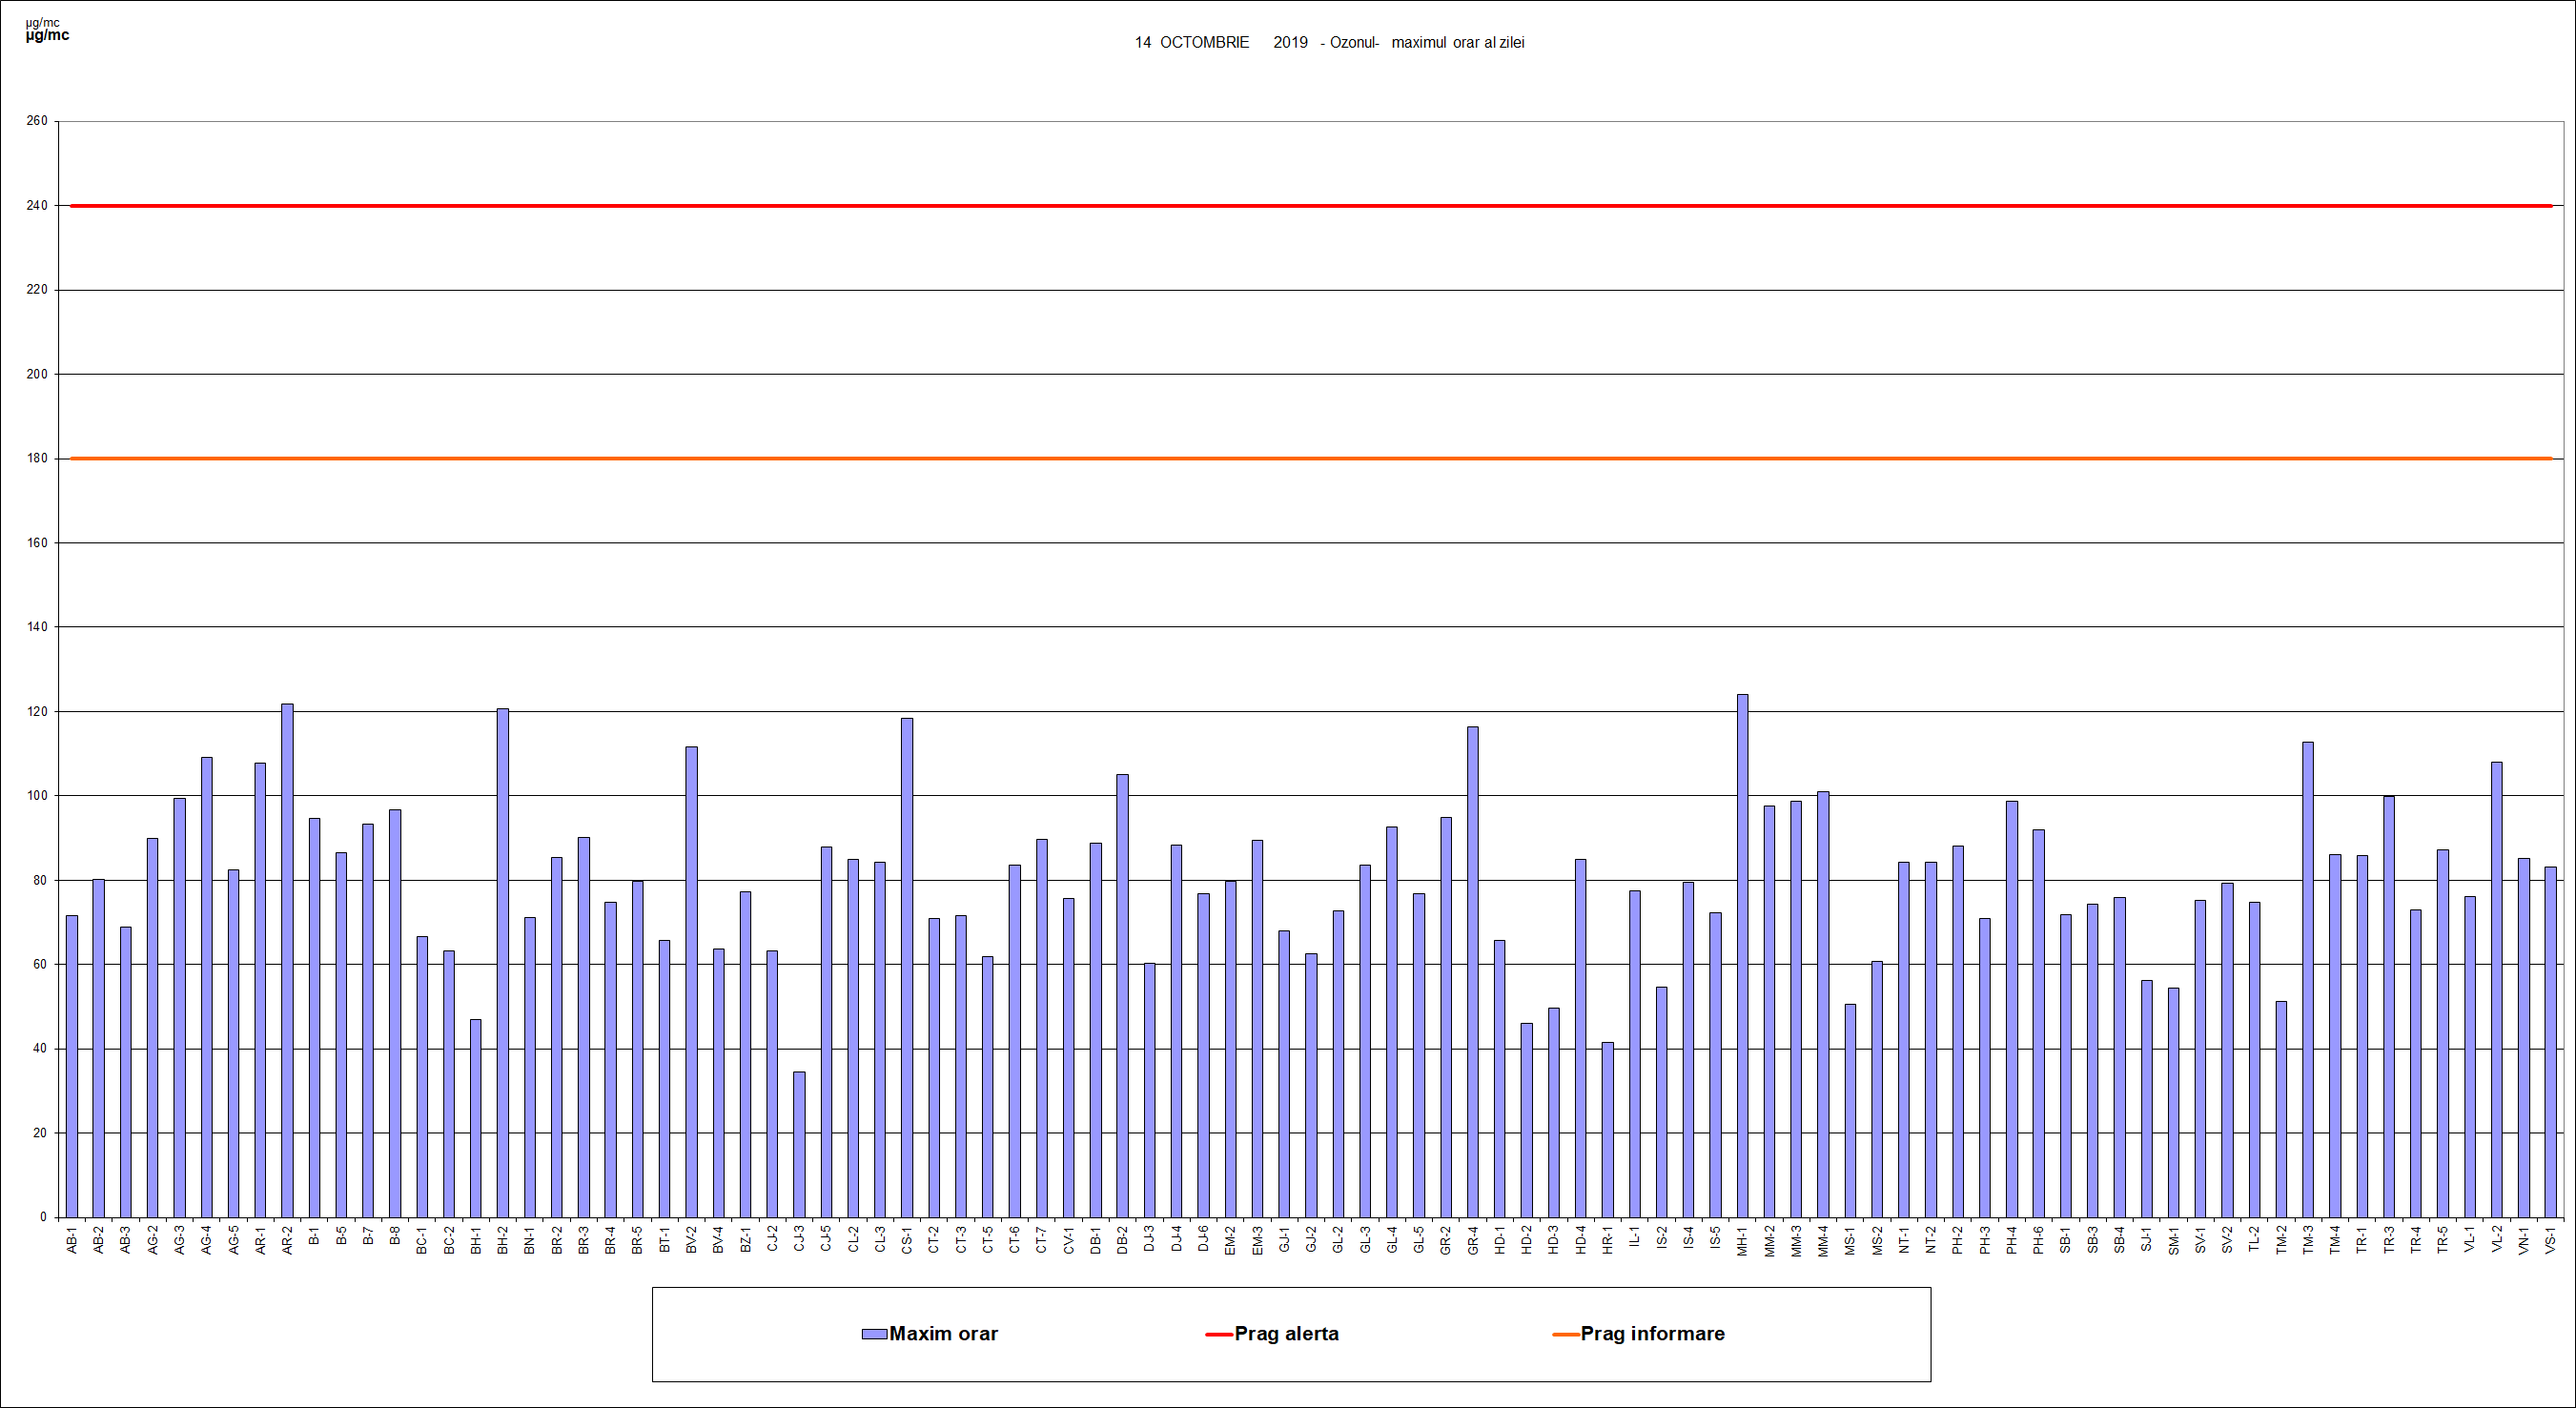 µg/mc
µg/mc
14 OCTOMBRIE 2019 - Ozonul- maximul orar al zilei
260
240
220
200
180
160
140
120
100
80
60
40
20
0
AB-1 AB-2 AB-3 AG-2 AG-3 AG-4 AG-5 AR-1 AR-2 B-1 B-5 B-7 B-8 BC-1 BC-2 BH-1 BH-2 BN-1 BR-2 BR-3 BR-4 BR-5 BT-1 BV-2 BV-4 BZ-1 CJ-2 CJ-3 CJ-5 CL-2 CL-3 CS-1 CT-2 CT-3 CT-5 CT-6 CT-7 CV-1 DB-1 DB-2 DJ-3 DJ-4 DJ-6 EM-2 EM-3 GJ-1 GJ-2 GL-2 GL-3 GL-4 GL-5 GR-2 GR-4 HD-1 HD-2 HD-3 HD-4 HR-1 IL-1 IS-2 IS-4 IS-5 MH-1 MM-2 MM-3 MM-4 MS-1 MS-2 NT-1 NT-2 PH-2 PH-3 PH-4 PH-6 SB-1 SB-3 SB-4 SJ-1 SM-1 SV-1 SV-2 TL-2 TM-2 TM-3 TM-4 TR-1 TR-3 TR-4 TR-5 VL-1 VL-2 VN-1 VS-1
Maxim orar Prag alerta Prag informare